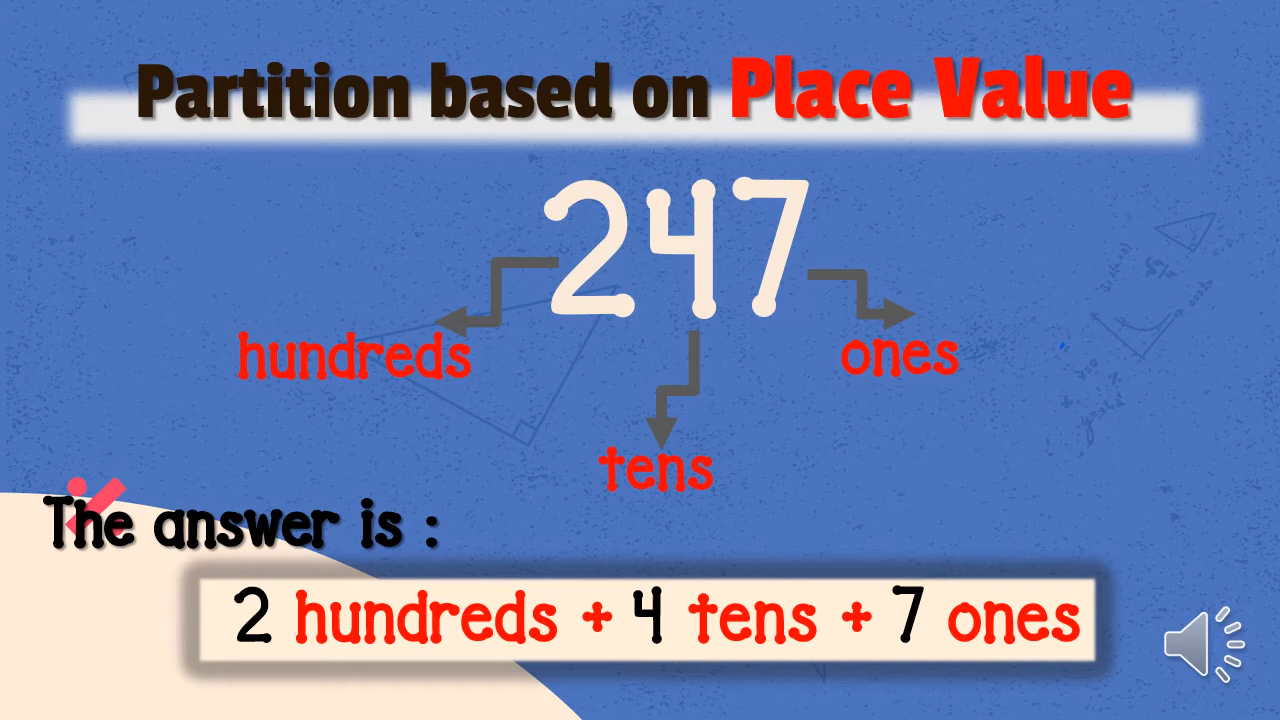 Partition based on Place Value
247
hundreds
ones
tens
The answer is :
2 hundreds + 4 tens + 7 ones